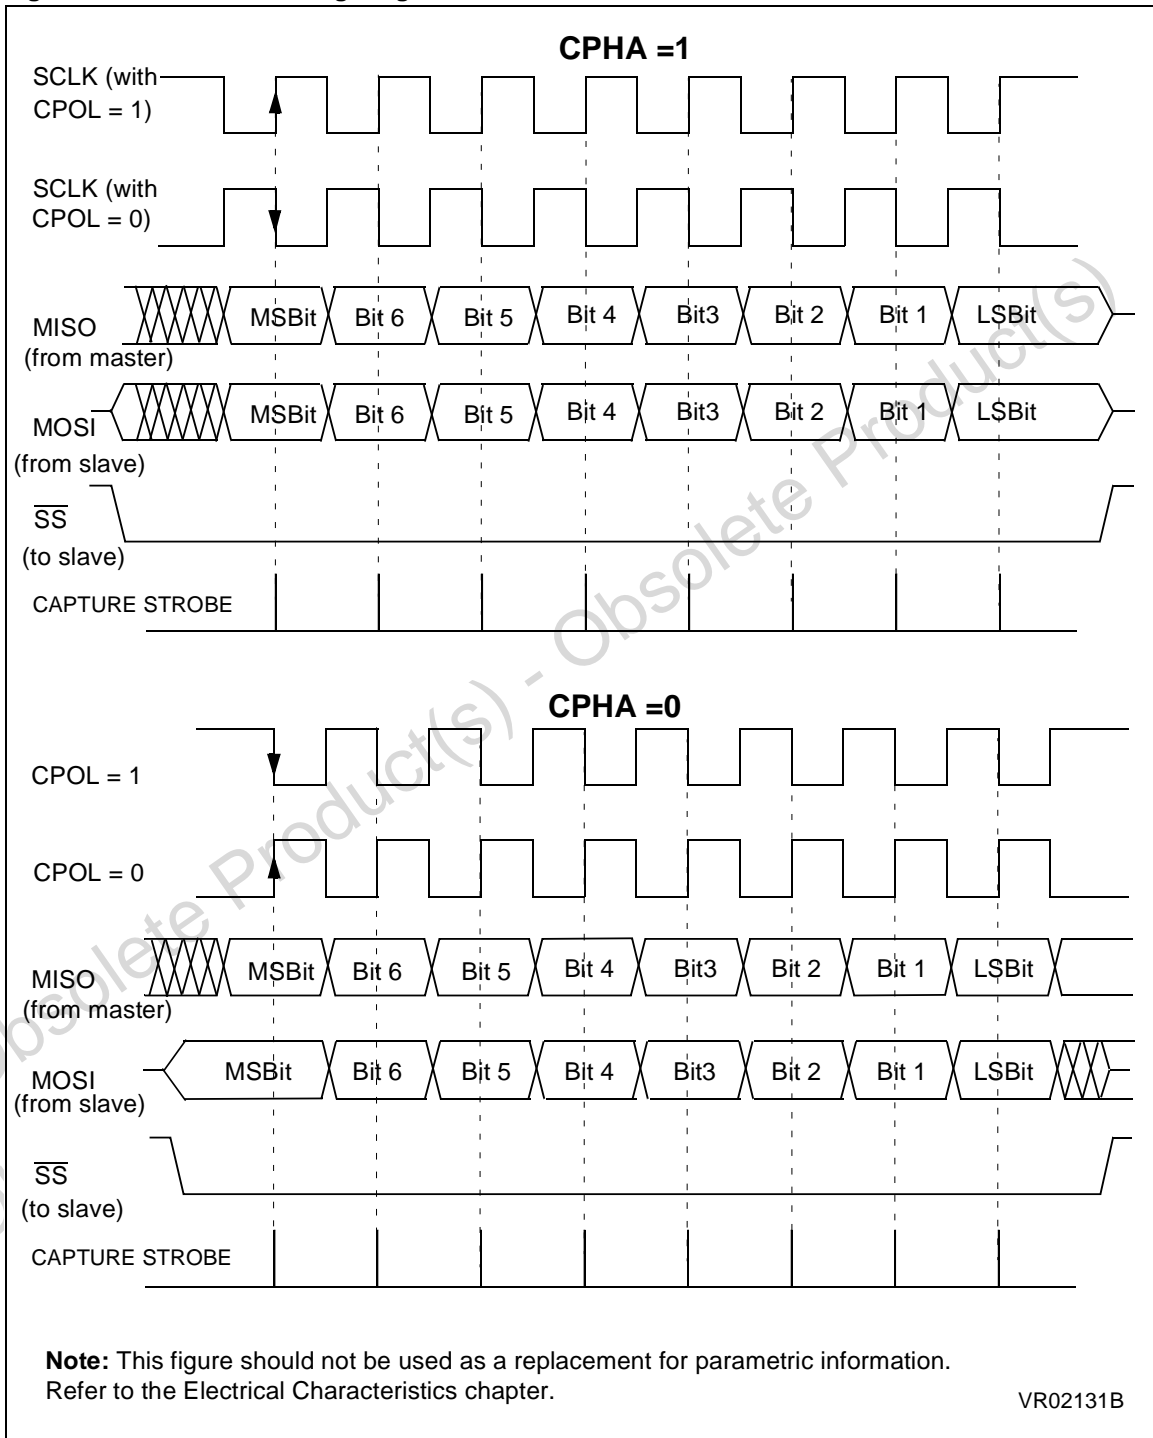 CPHA =1
SCLK (with
CPOL = 1)
SCLK (with
CPOL = 0)
MISO
(from master)
MSBit Bit 6 Bit 5 Bit 4 Bit3 Bit 2 Bit 1 LSBit
MOSI
(from slave)
MSBit Bit 6 Bit 5 Bit 4 Bit3 Bit 2 Bit 1 LSBit
SS
(to slave)
CAPTURE STROBE
CPHA =0
CPOL = 1
CPOL = 0
MISO
(from master)
MSBit Bit 6 Bit 5 Bit 4 Bit3 Bit 2 Bit 1 LSBit
MOSI
(from slave)
MSBit Bit 6 Bit 5 Bit 4 Bit3 Bit 2 Bit 1 LSBit
SS
(to slave)
CAPTURE STROBE
Note: This figure should not be used as a replacement for parametric information.
Refer to the Electrical Characteristics chapter.
VR02131B
Obsolete Product(s) - Obsolete Product(s)